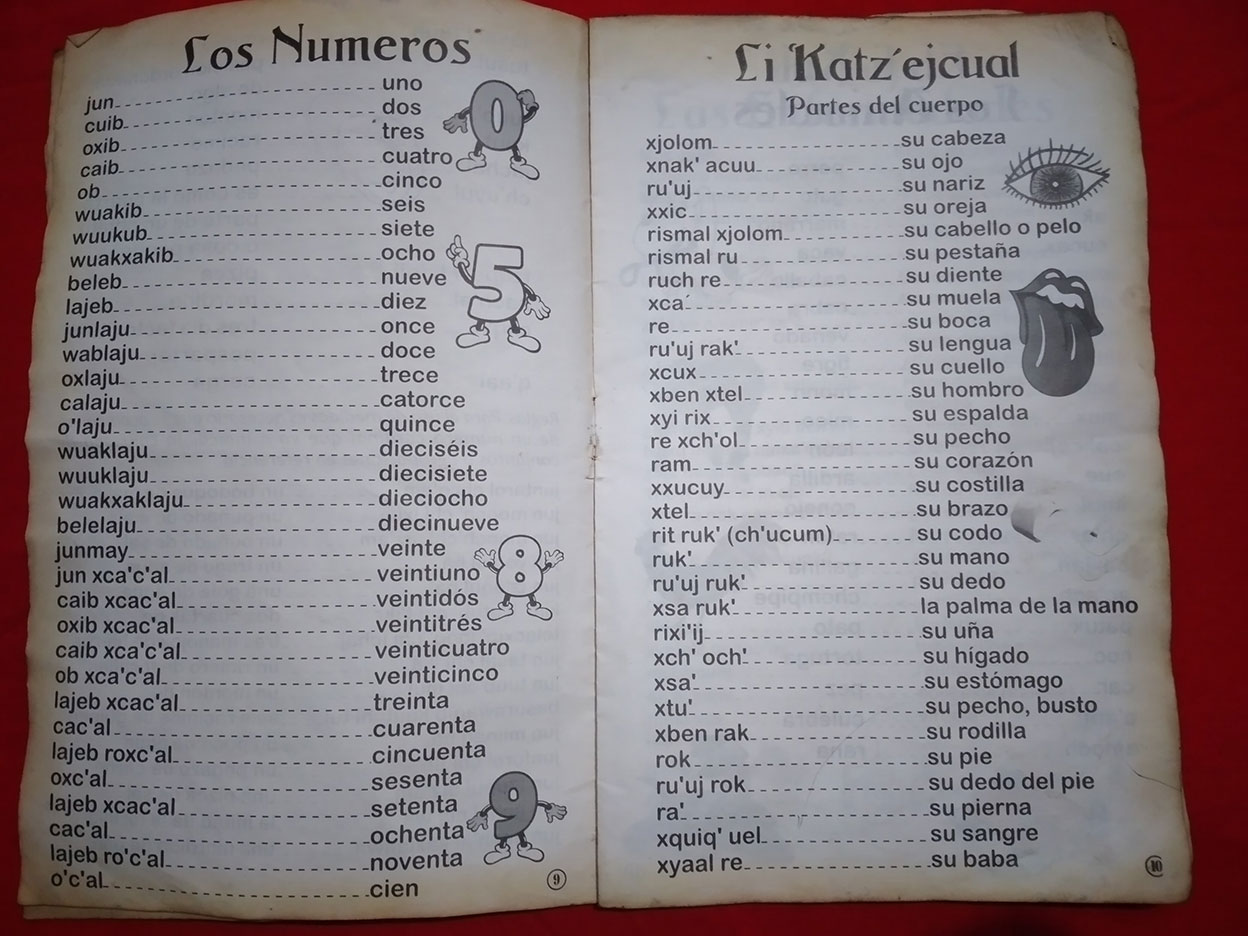 Los Numeros
jun uno
cuib dos
oxib tres
caib cuatro
ob cinco
wuakib seis
wuukub siete
wuakxakib ocho
beleb nueve
lajeb diez
junlaju once
wablaju doce
oxlaju trece
calaju catorce
o'laju quince
wuaklaju dieciséis
wuuklaju diecisiete
wuakxaklaju dieciocho
belelaju diecinueve
junmay veinte
jun xca'c'al veintiuno
caib xcac'al veintidós
oxib xcac'al veintitrés
caib xca'c'al veinticuatro
ob xca'c'al veinticinco
lajeb xcac'al treinta
cac'al cuarenta
lajeb roxc'al cincuenta
oxc'al sesenta
lajeb xcac'al setenta
cac'al ochenta
lajeb ro'c'al noventa
o'c'al cien
0
5
8
9
9
Li Katz'ejcual
Partes del cuerpo
xjolom su cabeza
xnak' acuu su ojo
ru'uj su nariz
xxic su oreja
rismal xjolom su cabello o pelo
rismal ru su pestaña
ruch re su diente
xca´ su muela
re su boca
ru'uj rak' su lengua
xcux su cuello
xben xtel su hombro
xyi rix su espalda
re xch'ol su pecho
ram su corazón
xxucuy su costilla
xtel su brazo
rit ruk' (ch'ucum) su codo
ruk' su mano
ru'uj ruk' su dedo
xsa ruk' la palma de la mano
rixi'ij su uña
xch' och' su hígado
xsa' su estómago
xtu' su pecho, busto
xben rak su rodilla
rok su pie
ru'uj rok su dedo del pie
ra' su pierna
xquiq' uel su sangre
xyaal re su baba
10